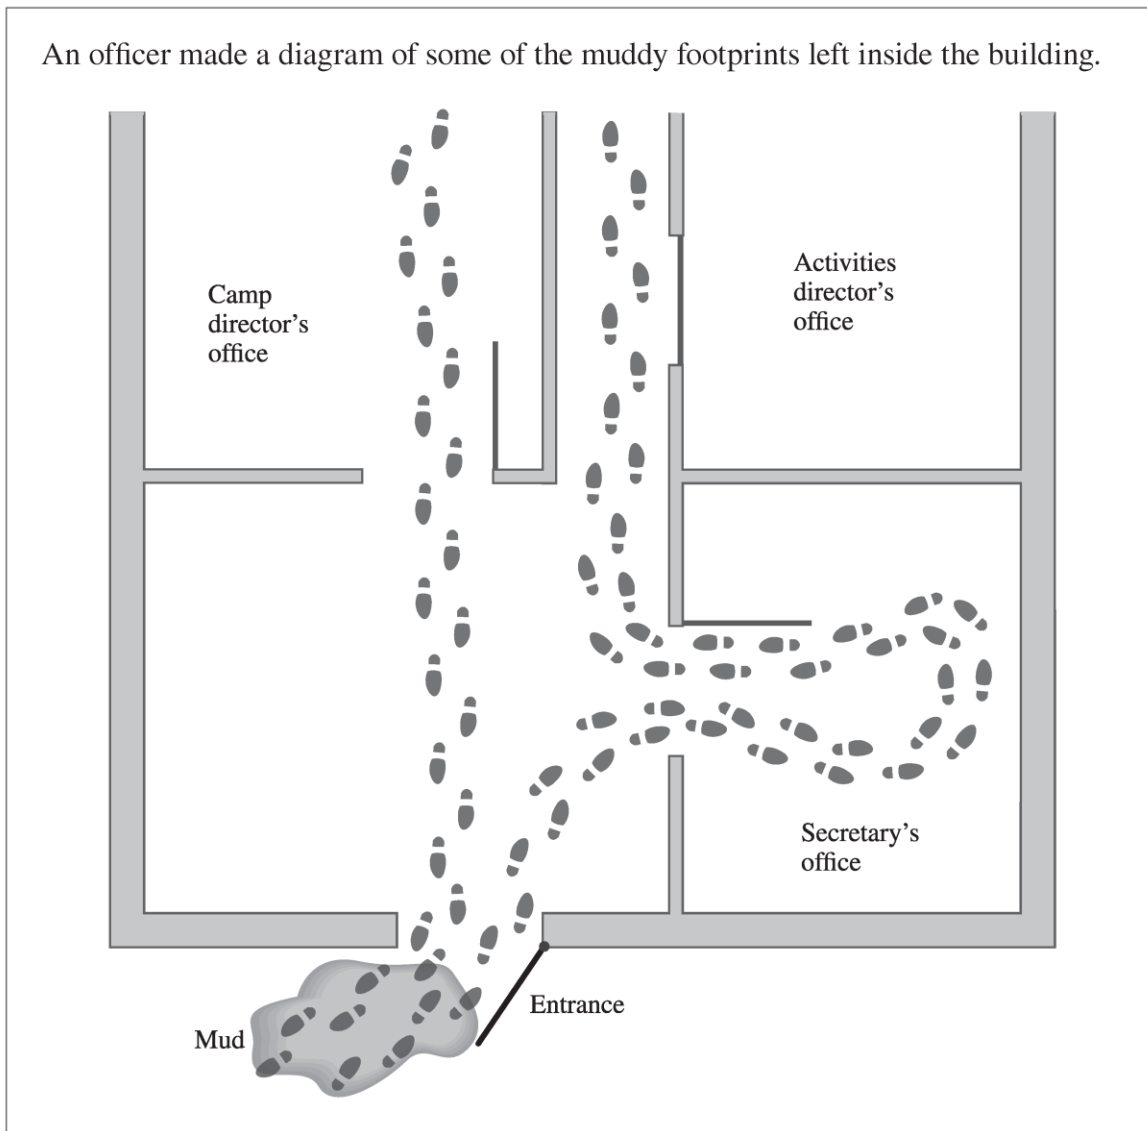 An officer made a diagram of some of the muddy footprints left inside the building.
Camp
director’s
office
Activities
director’s
office
Secretary’s
office
Entrance
Mud